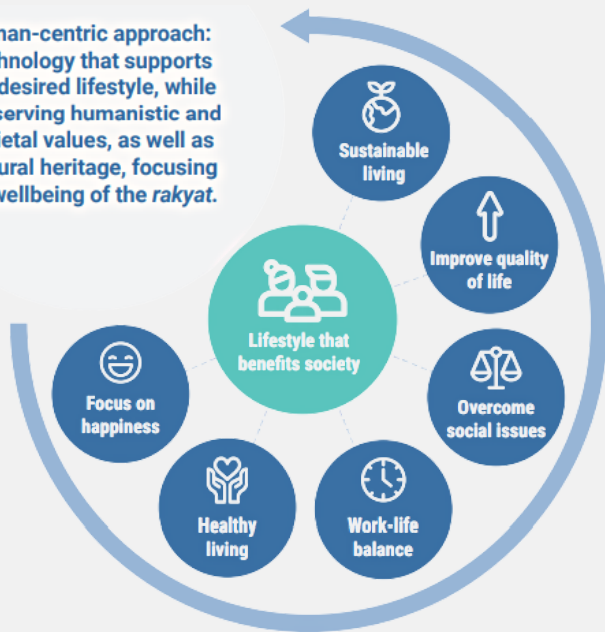 man-centric approach:
hnology that supports
desired lifestyle, while
serving humanistic and
ietal values, as well as
ural heritage, focusing
wellbeing of the rakyat.
Sustainable
living
Improve quality
of life
Lifestyle that
benefits society
Overcome
social issues
Focus on
happiness
Healthy
living
Work-life
balance